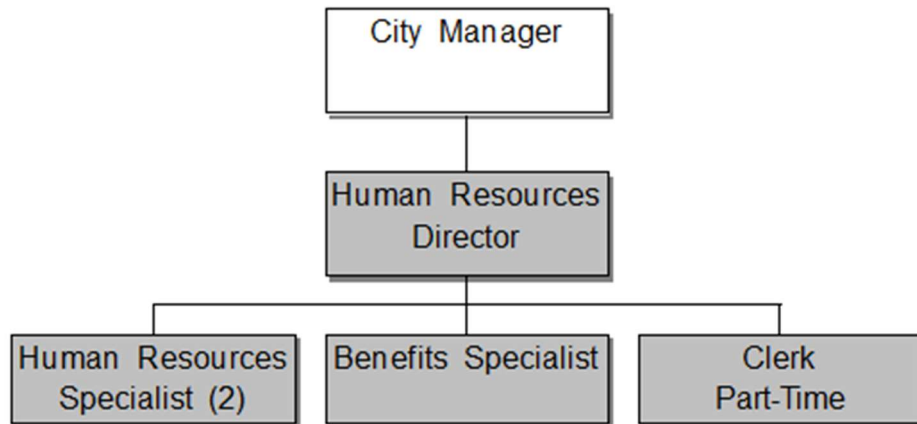 City Manager
Human Resources
Director
Human Resources
Specialist (2)
Benefits Specialist
Clerk
Part-Time